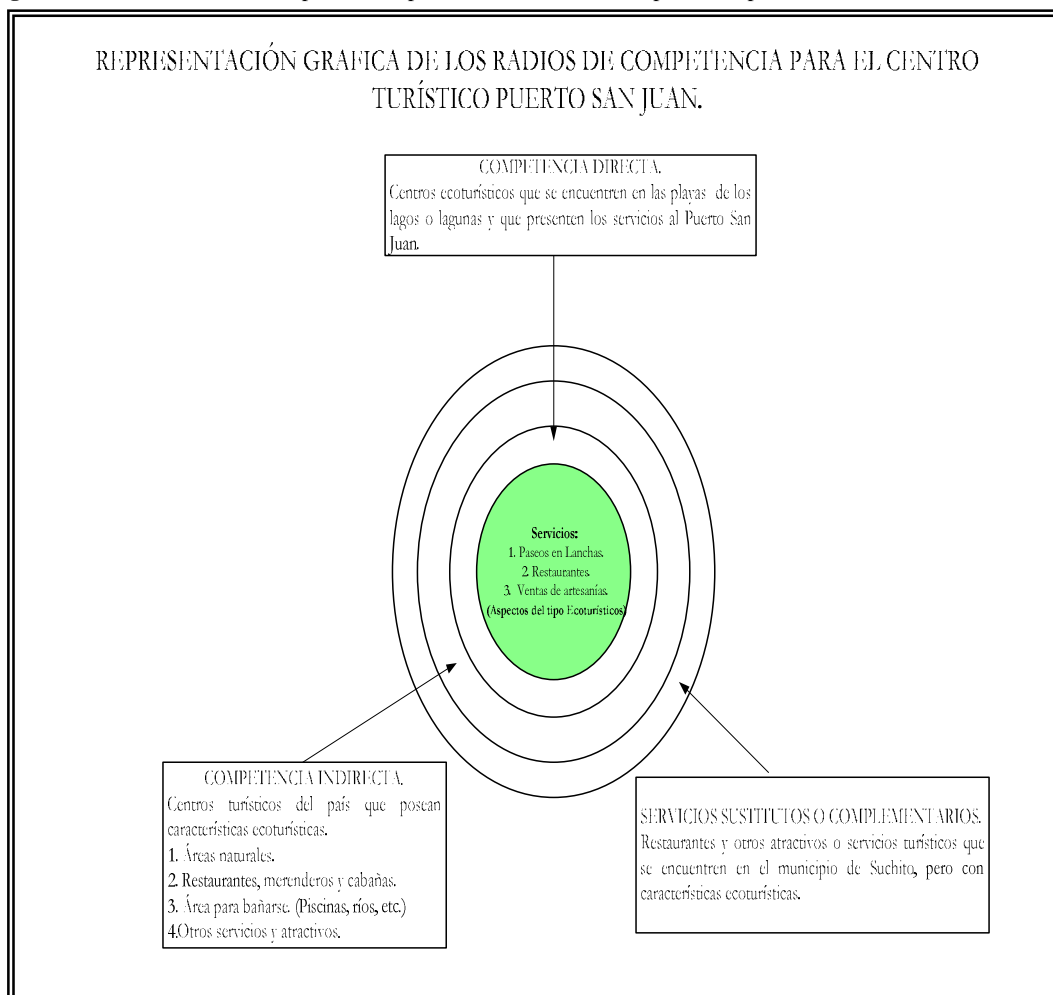 REPRESENTACIÓN GRAFICA DE LOS RADIOS DE COMPETENCIA PARA EL CENTRO
TURÍSTICO PUERTO SAN JUAN.
COMPETENCIA DIRECTA.
Centros ecoturísticos que se encuentren en las playas de los
lagos o lagunas y que presenten los servicios al Puerto San
Juan.
Servicios:
1. Paseos en Lanchas.
2. Restaurantes.
3. Ventas de artesanías.
(Aspectos del tipo Ecoturísticos)
COMPETENCIA INDIRECTA.
Centros turísticos del país que posean
características ecoturísticas.
1. Áreas naturales.
2. Restaurantes, merenderos y cabañas.
3. Área para bañarse. (Piscinas, ríos, etc.)
4.Otros servicios y atractivos.
SERVICIOS SUSTITUTOS O COMPLEMENTARIOS.
Restaurantes y otros atractivos o servicios turísticos que
se encuentren en el municipio de Suchito, pero con
características ecoturísticas.